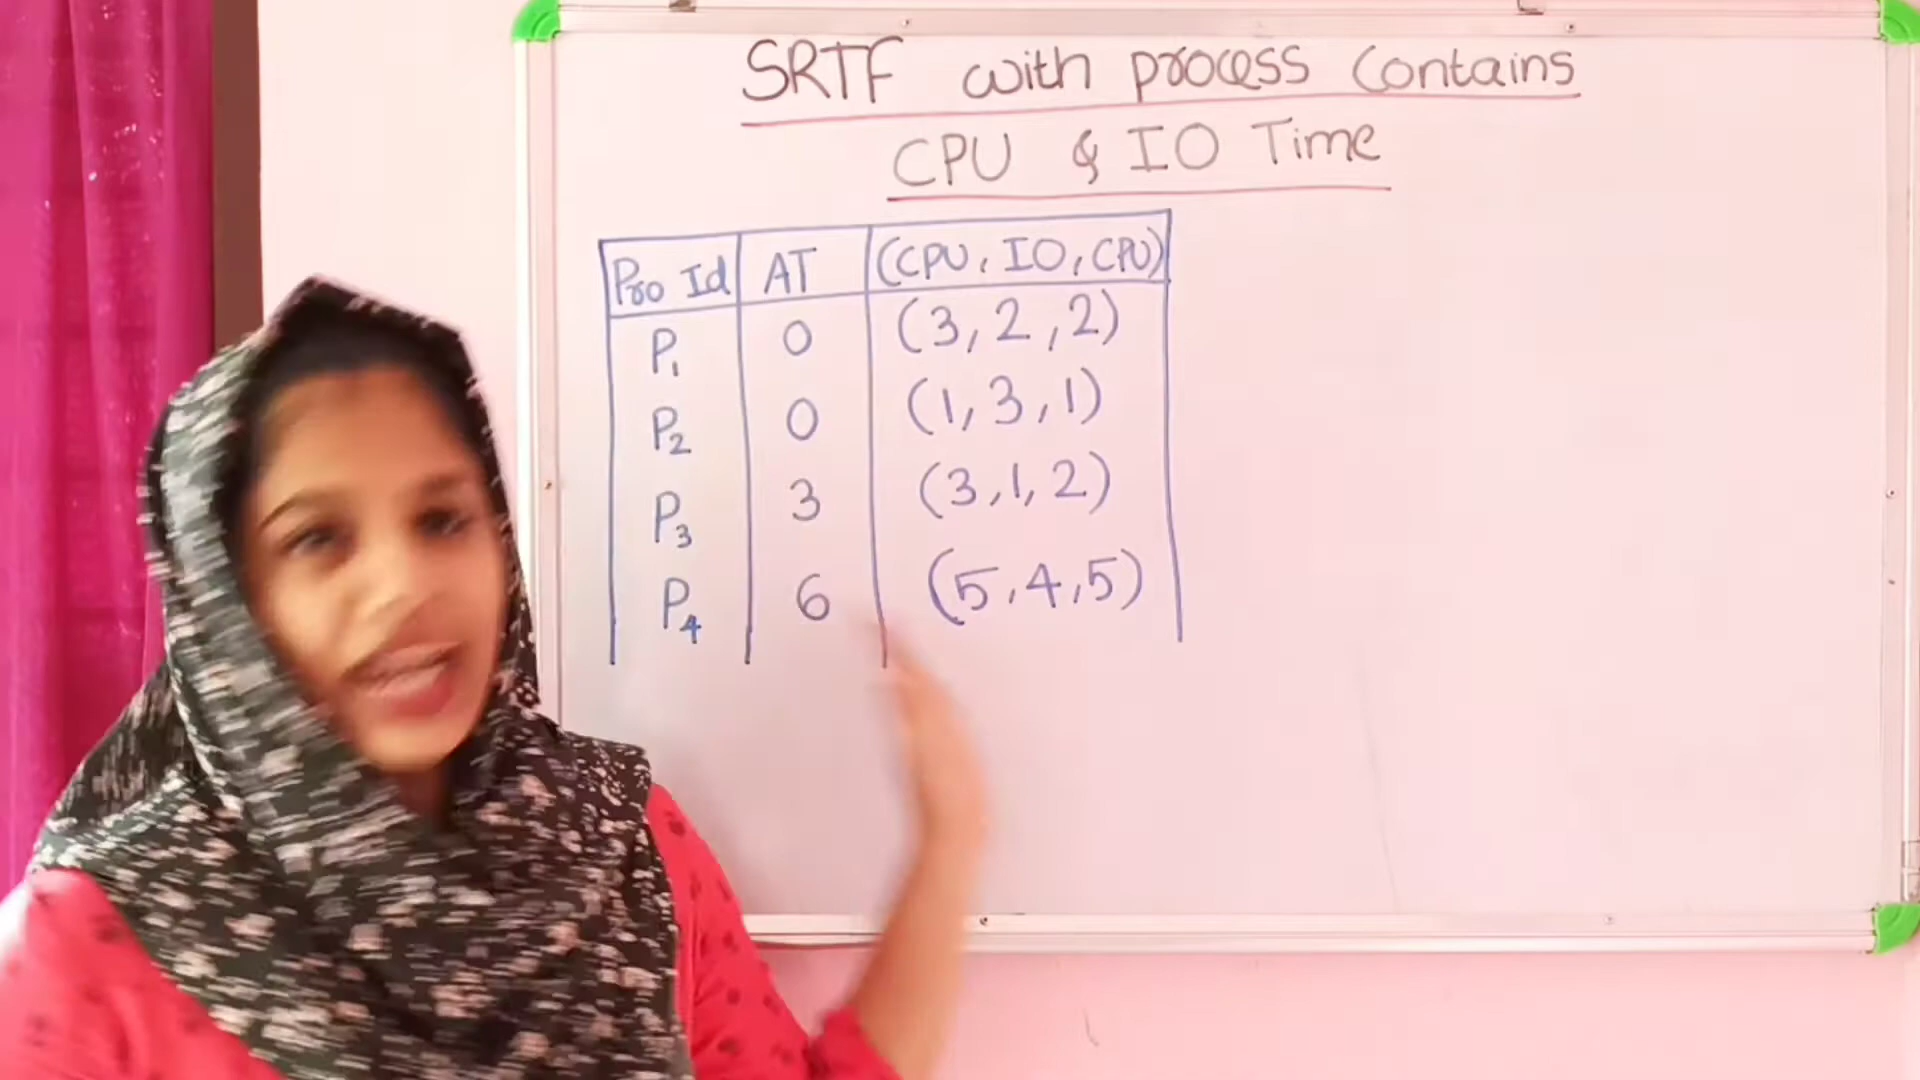 SRTF with process Contains
CPU & IO Time
Pro Id AT (CPU, IO, CPU)
P1 0 (3, 2, 2)
P2 0 (1, 3, 1)
P3 3 (3, 1, 2)
P4 6 (5, 4, 5)